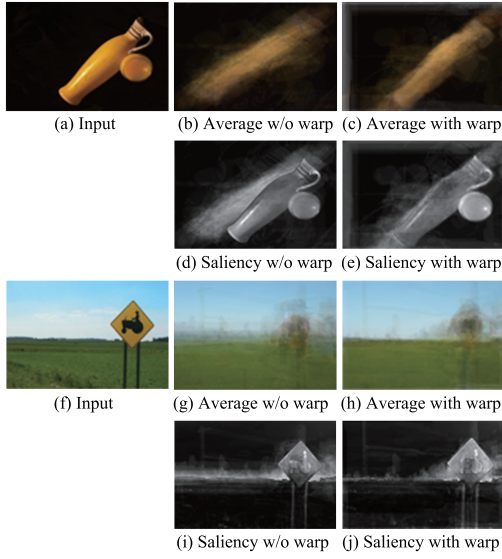 (a) Input
(b) Average w/o warp
(c) Average with warp
(d) Saliency w/o warp
(e) Saliency with warp
(f) Input
(g) Average w/o warp
(h) Average with warp
(i) Saliency w/o warp
(j) Saliency with warp